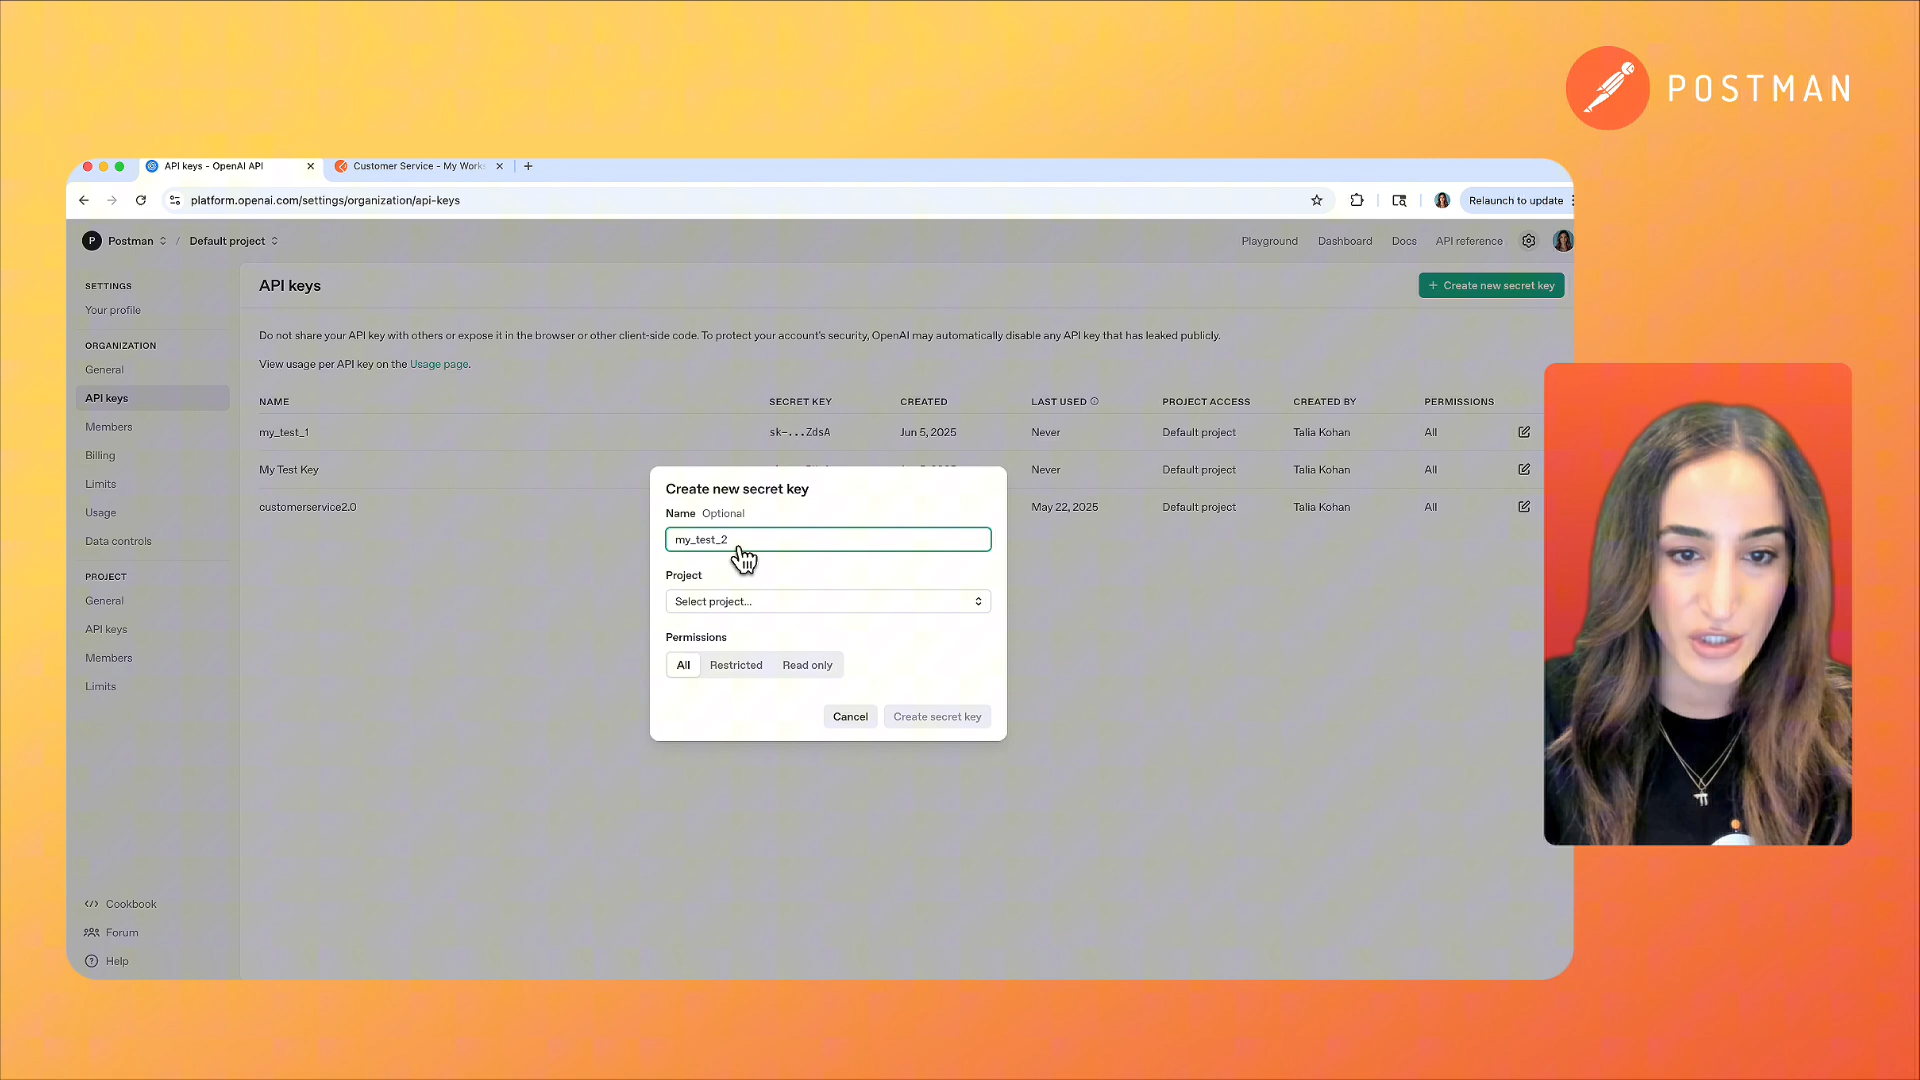 POSTMAN
API keys - OpenAI API
Customer Service - My Work
platform.openai.com/settings/organization/api-keys
Relaunch to update
P Postman / Default project
Playground Dashboard Docs API reference
SETTINGS
Your profile
ORGANIZATION
General
API keys
Members
Billing
Limits
Usage
Data controls
PROJECT
General
API keys
Members
Limits
Cookbook
Forum
Help
API keys
+ Create new secret key
Do not share your API key with others or expose it in the browser or other client-side code. To protect your account's security, OpenAI may automatically disable any API key that has leaked publicly.
View usage per API key on the Usage page.
NAME SECRET KEY CREATED LAST USED PROJECT ACCESS CREATED BY PERMISSIONS
my_test_1 sk-...ZdsA Jun 5, 2025 Never Default project Talia Kohan All
My Test Key Never Default project Talia Kohan All
customerservice2.0 May 22, 2025 Default project Talia Kohan All
Create new secret key
Name Optional
my_test_2
Project
Select project...
Permissions
All Restricted Read only
Cancel Create secret key